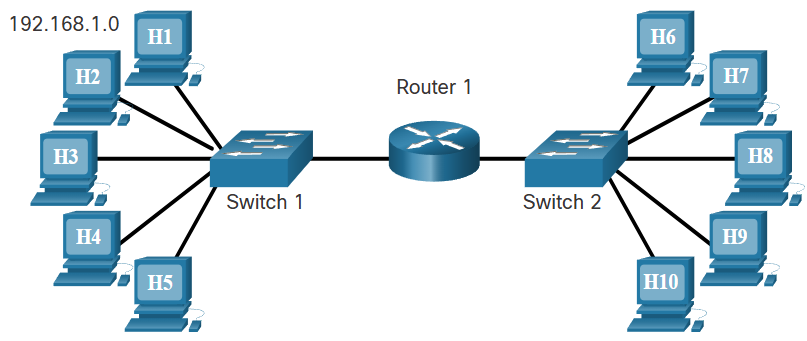 192.168.1.0
H1
H2
H3
H4
H5
Switch 1
Router 1
Switch 2
H6
H7
H8
H9
H10